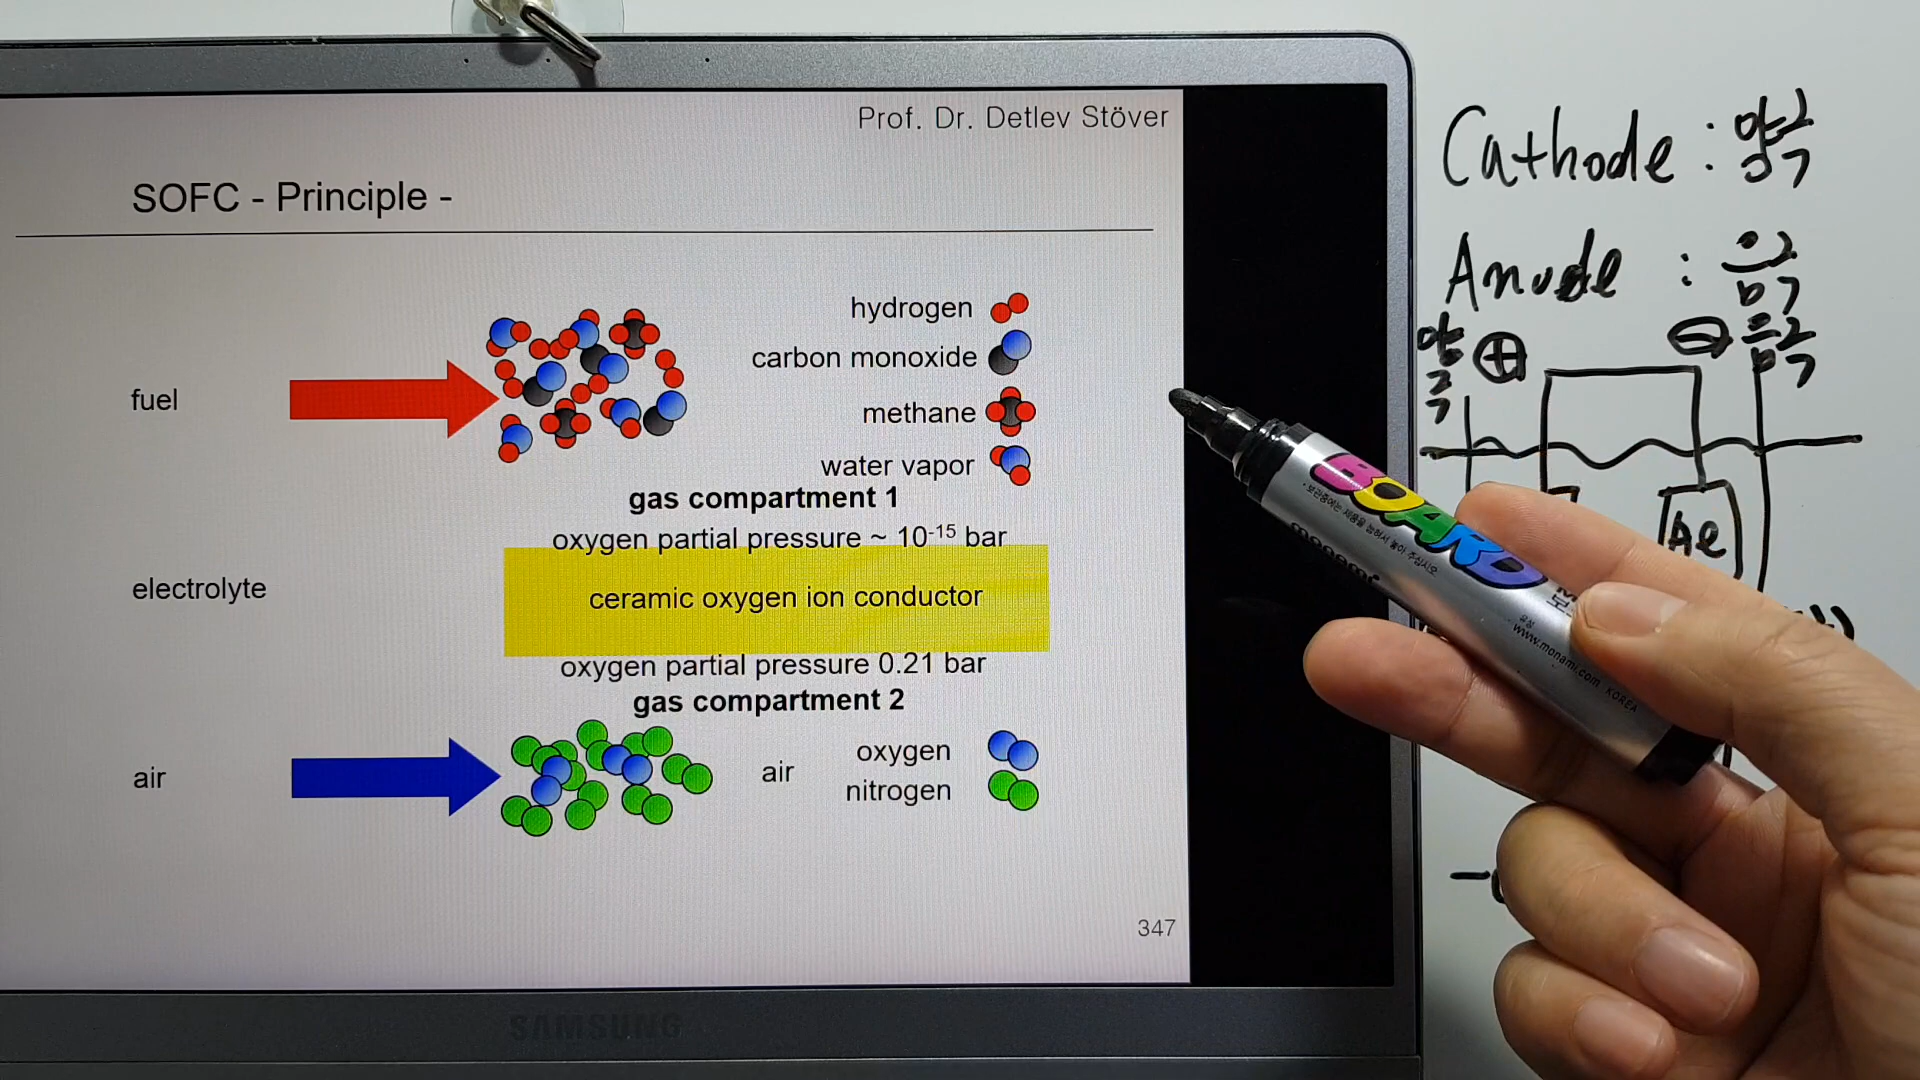 Prof. Dr. Detlev Stöver
SOFC - Principle -
hydrogen
carbon monoxide
fuel
methane
water vapor
gas compartment 1
oxygen partial pressure ~ 10⁻¹⁵ bar
electrolyte
ceramic oxygen ion conductor
oxygen partial pressure 0.21 bar
gas compartment 2
air
air
oxygen
nitrogen
347
SAMSUNG
Cathode : 양극
Anode : 음극
양극 + - 음극
Ae
BOARD
monami
www.monami.com KOREA